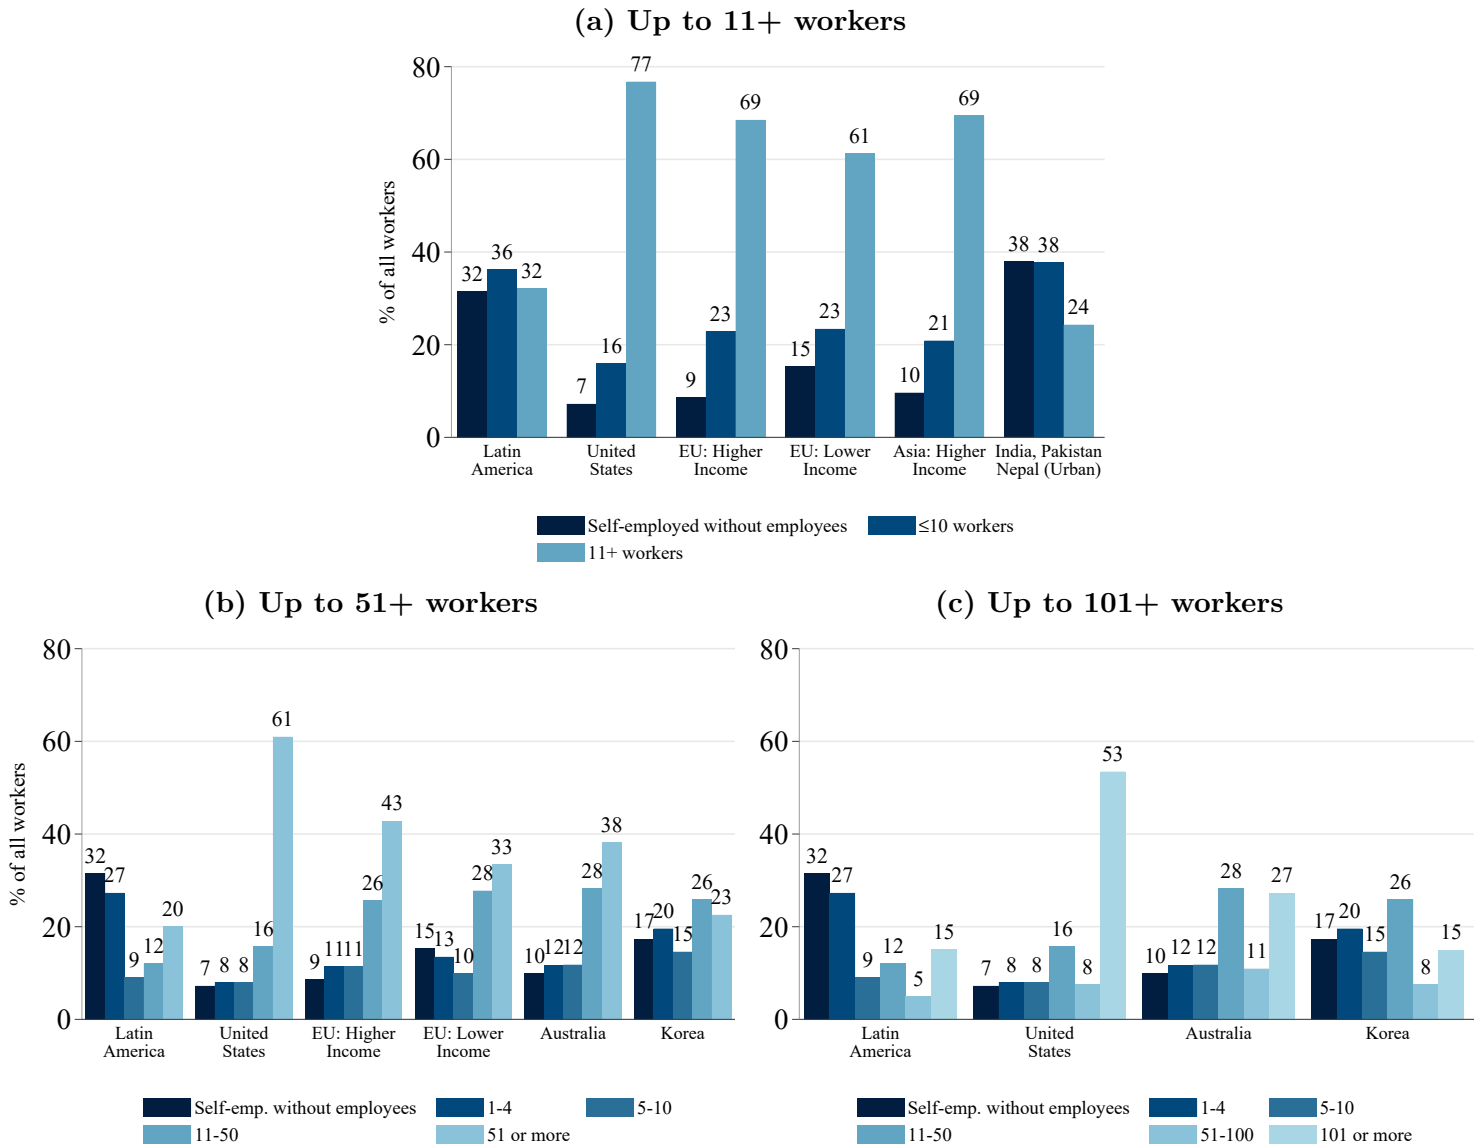 (a) Up to 11+ workers
80
60
40
20
0
% of all workers
32
36
32
7
16
77
9
23
69
15
23
61
10
21
69
38
38
24
Latin
America
United
States
EU: Higher
Income
EU: Lower
Income
Asia: Higher
Income
India, Pakistan
Nepal (Urban)
Self-employed without employees
≤10 workers
11+ workers
(b) Up to 51+ workers
80
60
40
20
0
% of all workers
32
27
9
12
20
7
8
8
16
61
9
11
11
26
43
15
13
10
28
33
10
12
12
28
38
17
20
15
26
23
Latin
America
United
States
EU: Higher
Income
EU: Lower
Income
Australia
Korea
Self-emp. without employees
1-4
5-10
11-50
51 or more
(c) Up to 101+ workers
80
60
40
20
0
32
27
9
12
5
15
7
8
8
16
8
53
10
12
12
28
11
27
17
20
15
26
8
15
Latin
America
United
States
Australia
Korea
Self-emp. without employees
1-4
5-10
11-50
51-100
101 or more